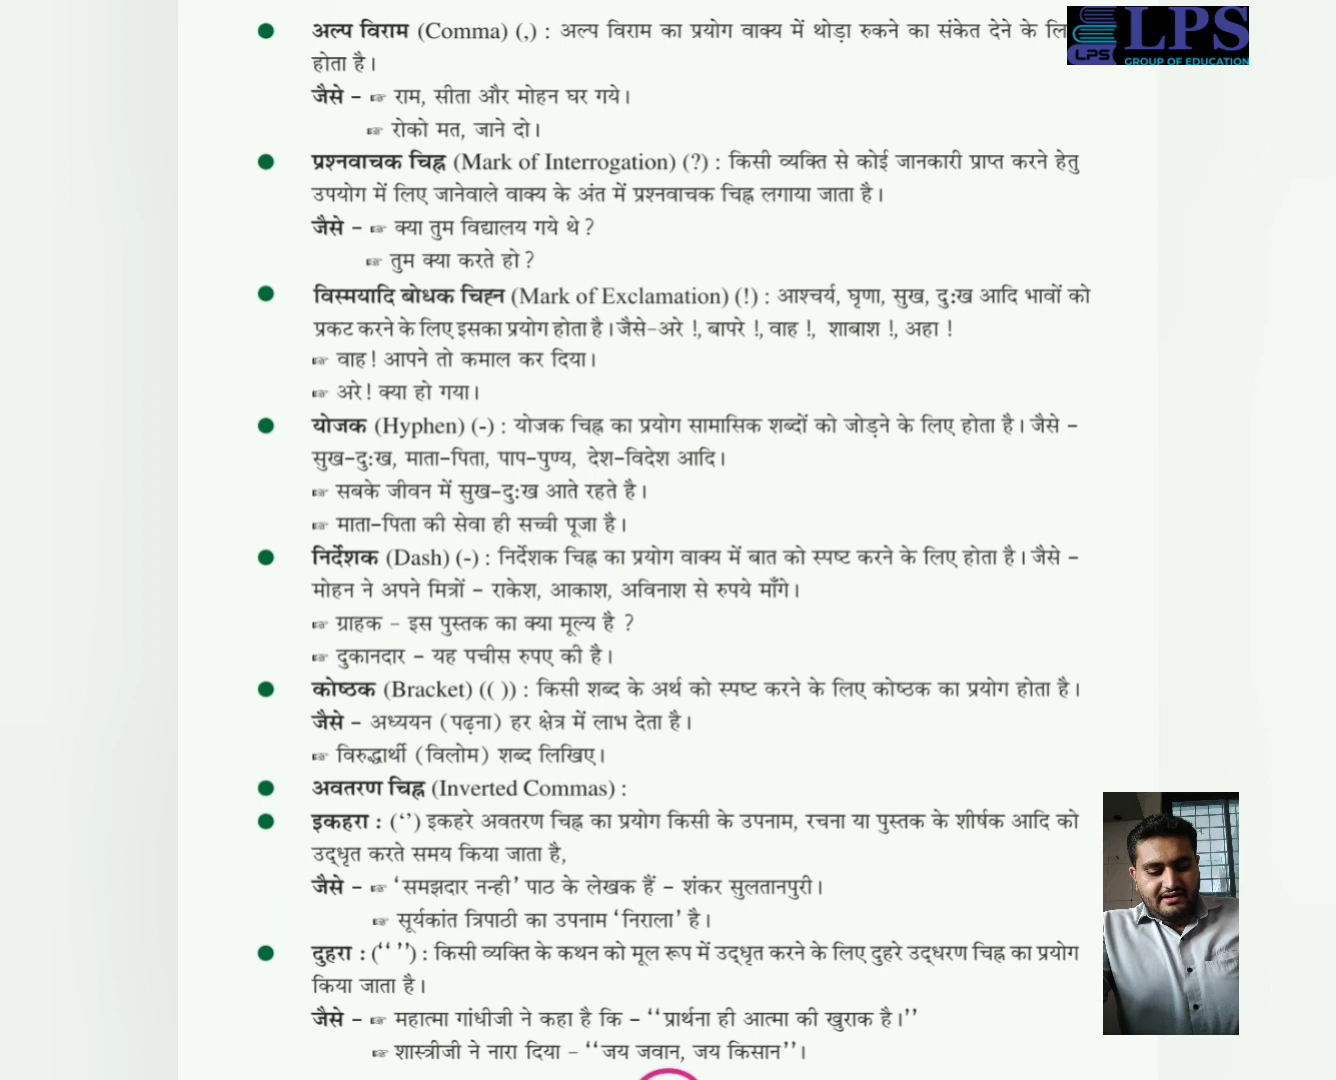 अल्प विराम (Comma) (,) : अल्प विराम का प्रयोग वाक्य में थोड़ा रुकने का संकेत देने के लि
LPS
LPS
GROUP OF EDUCATION
होता है।
जैसे – ☞ राम, सीता और मोहन घर गये।
☞ रोको मत, जाने दो।
प्रश्नवाचक चिह्न (Mark of Interrogation) (?) : किसी व्यक्ति से कोई जानकारी प्राप्त करने हेतु
उपयोग में लिए जानेवाले वाक्य के अंत में प्रश्नवाचक चिह्न लगाया जाता है।
जैसे – ☞ क्या तुम विद्यालय गये थे ?
☞ तुम क्या करते हो ?
विस्मयादि बोधक चिह्न (Mark of Exclamation) (!) : आश्चर्य, घृणा, सुख, दुःख आदि भावों को
प्रकट करने के लिए इसका प्रयोग होता है। जैसे–अरे !, बापरे !, वाह !, शाबाश !, अहा !
☞ वाह! आपने तो कमाल कर दिया।
☞ अरे! क्या हो गया।
योजक (Hyphen) (-) : योजक चिह्न का प्रयोग सामासिक शब्दों को जोड़ने के लिए होता है। जैसे –
सुख–दुःख, माता–पिता, पाप–पुण्य, देश–विदेश आदि।
☞ सबके जीवन में सुख–दुःख आते रहते है।
☞ माता–पिता की सेवा ही सच्ची पूजा है।
निर्देशक (Dash) (-) : निर्देशक चिह्न का प्रयोग वाक्य में बात को स्पष्ट करने के लिए होता है। जैसे –
मोहन ने अपने मित्रों – राकेश, आकाश, अविनाश से रुपये माँगे।
☞ ग्राहक – इस पुस्तक का क्या मूल्य है ?
☞ दुकानदार – यह पचीस रुपए की है।
कोष्ठक (Bracket) (( )) : किसी शब्द के अर्थ को स्पष्ट करने के लिए कोष्ठक का प्रयोग होता है।
जैसे – अध्ययन (पढ़ना) हर क्षेत्र में लाभ देता है।
☞ विरुद्धार्थी (विलोम) शब्द लिखिए।
अवतरण चिह्न (Inverted Commas) :
इकहरा : (‘’) इकहरे अवतरण चिह्न का प्रयोग किसी के उपनाम, रचना या पुस्तक के शीर्षक आदि को
उद्धृत करते समय किया जाता है,
जैसे – ☞ ‘समझदार नन्ही’ पाठ के लेखक हैं – शंकर सुलतानपुरी।
☞ सूर्यकांत त्रिपाठी का उपनाम ‘निराला’ है।
दुहरा : (‘‘ ’’) : किसी व्यक्ति के कथन को मूल रूप में उद्धृत करने के लिए दुहरे उद्धरण चिह्न का प्रयोग
किया जाता है।
जैसे – ☞ महात्मा गांधीजी ने कहा है कि – ‘‘प्रार्थना ही आत्मा की खुराक है।’’
☞ शास्त्रीजी ने नारा दिया – ‘‘जय जवान, जय किसान’’।